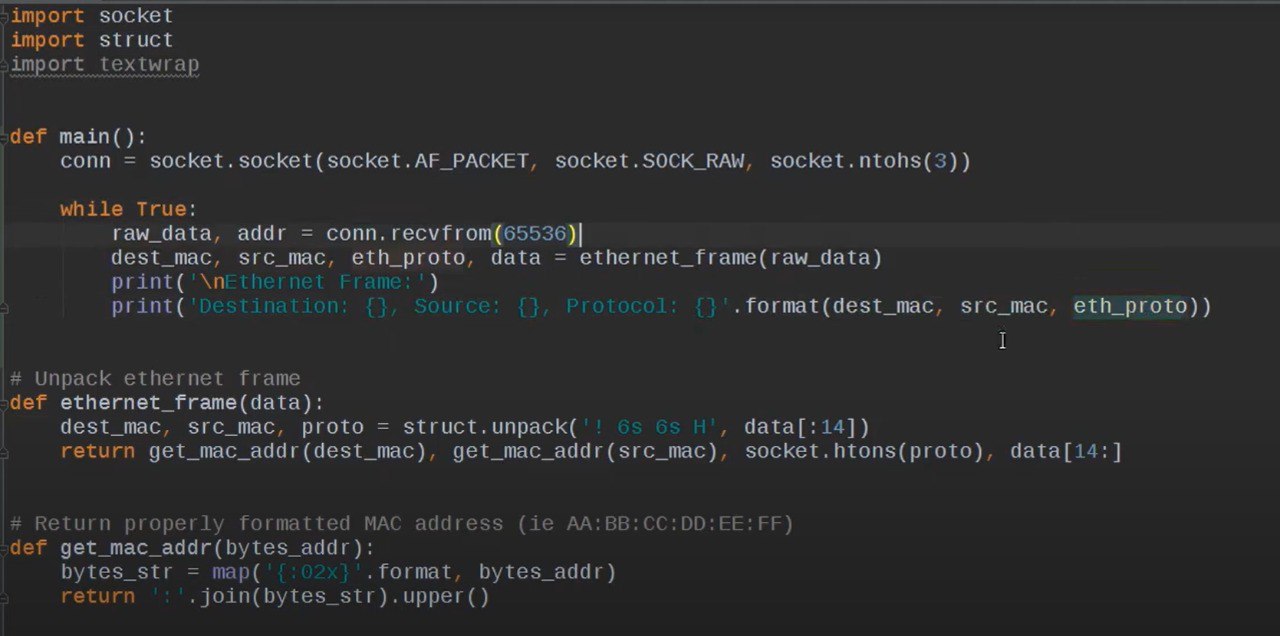 import socket
import struct
import textwrap
def main():
    conn = socket.socket(socket.AF_PACKET, socket.SOCK_RAW, socket.ntohs(3))
    while True:
        raw_data, addr = conn.recvfrom(65536)
        dest_mac, src_mac, eth_proto, data = ethernet_frame(raw_data)
        print('\nEthernet Frame:')
        print('Destination: {}, Source: {}, Protocol: {}'.format(dest_mac, src_mac, eth_proto))
# Unpack ethernet frame
def ethernet_frame(data):
    dest_mac, src_mac, proto = struct.unpack('! 6s 6s H', data[:14])
    return get_mac_addr(dest_mac), get_mac_addr(src_mac), socket.htons(proto), data[14:]
# Return properly formatted MAC address (ie AA:BB:CC:DD:EE:FF)
def get_mac_addr(bytes_addr):
    bytes_str = map('{:02x}'.format, bytes_addr)
    return ':'.join(bytes_str).upper()